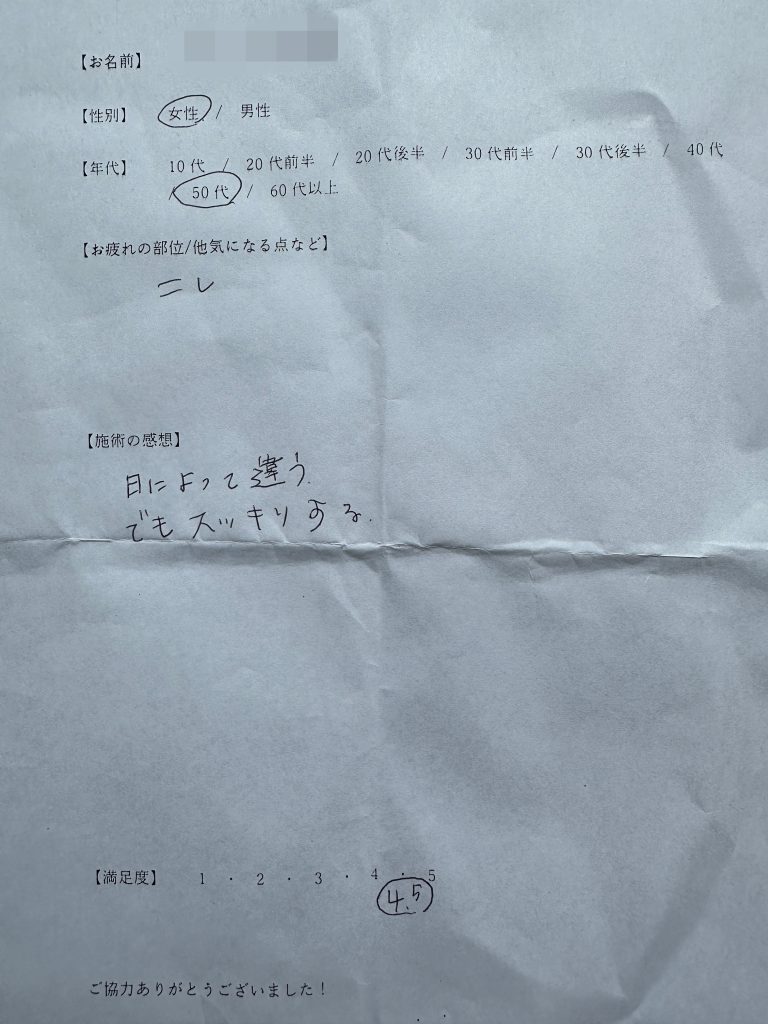 【お名前】
【性別】 女性 / 男性
【年代】 10代 / 20代前半 / 20代後半 / 30代前半 / 30代後半 / 40代
/ 50代 / 60代以上
【お疲れの部位/他気になる点など】
コレ
【施術の感想】
日によって違う.
でもスッキリする.
【満足度】 1 ・ 2 ・ 3 ・ 4 ・ 5
4.5
ご協力ありがとうございました！